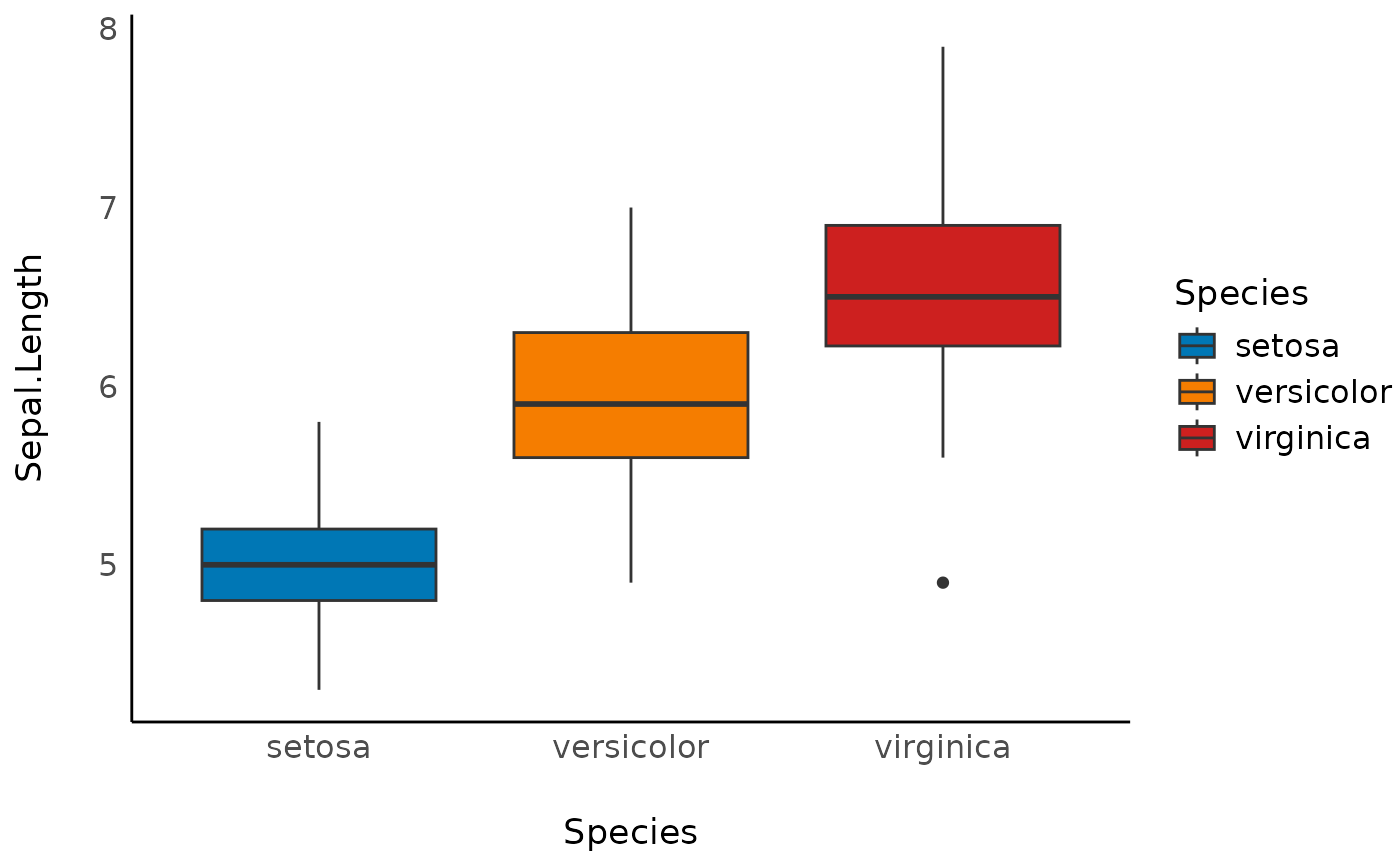 8
7
6
5
Sepal.Length
setosa
versicolor
virginica
Species
Species
setosa
versicolor
virginica